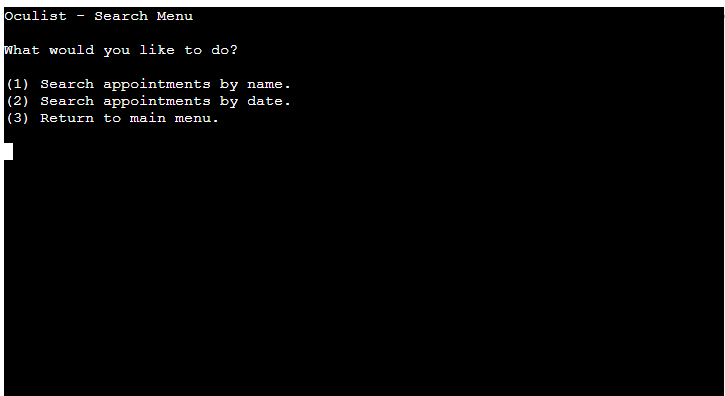 Oculist - Search Menu
What would you like to do?
(1) Search appointments by name.
(2) Search appointments by date.
(3) Return to main menu.